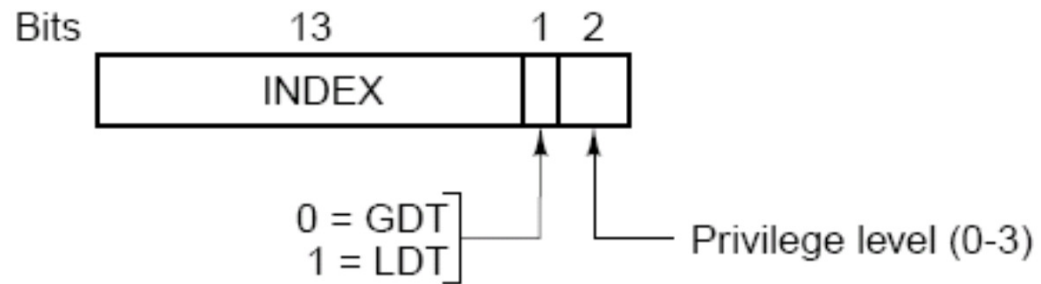 Bits 13 1 2
INDEX
0 = GDT
1 = LDT
Privilege level (0-3)